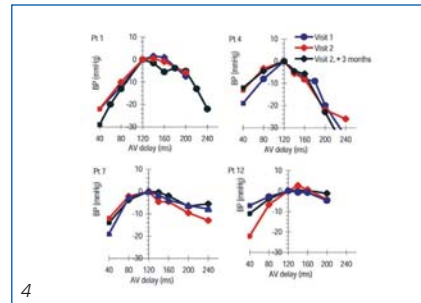 Pt 1
BP (mmHg)
10
0
-10
-20
-30
40 80 120 160 200 240
AV delay (ms)
Pt 4
Visit 1
Visit 2
Visit 2, + 3 months
BP (mmHg)
10
0
-10
-20
-30
40 80 120 160 200 240
AV delay (ms)
Pt 7
BP (mmHg)
10
0
-10
-20
-30
40 80 120 160 200 240
AV delay (ms)
Pt 12
BP (mmHg)
10
0
-10
-20
-30
40 80 120 160 200 240
AV delay (ms)
4